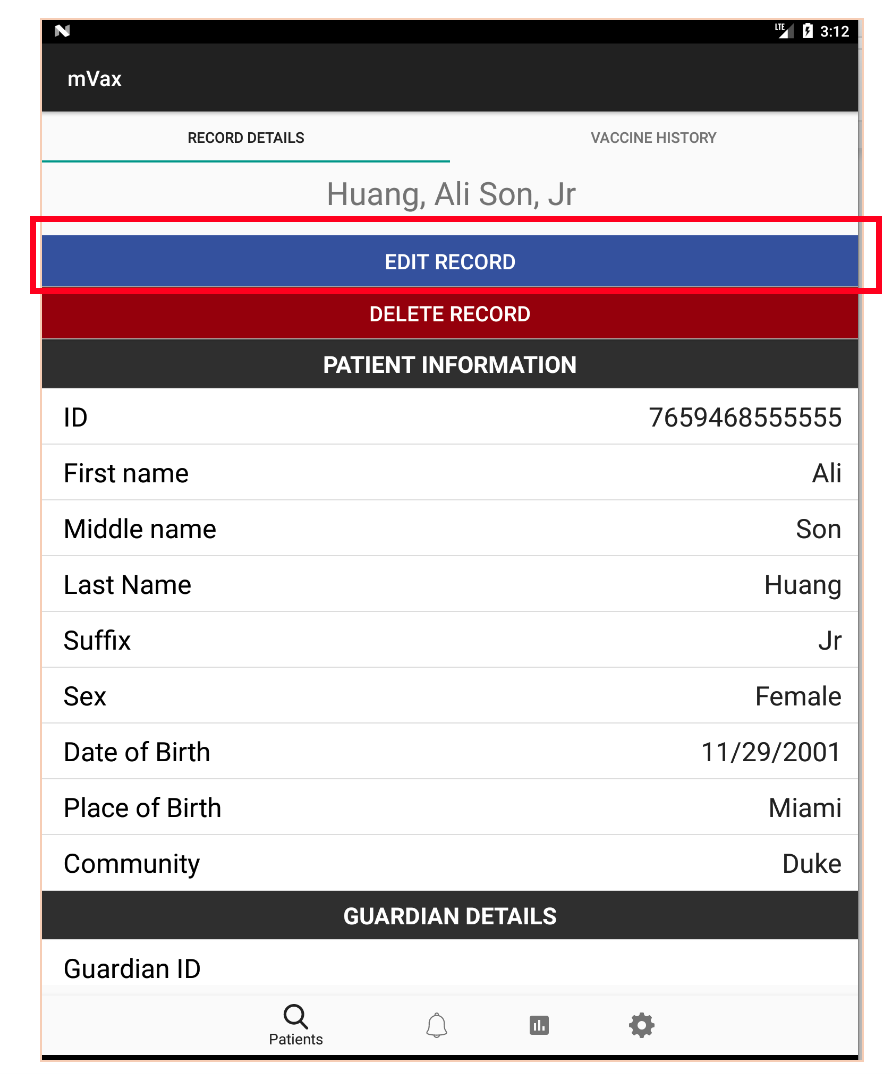 LTE 3:12
mVax
RECORD DETAILS VACCINE HISTORY
Huang, Ali Son, Jr
EDIT RECORD
DELETE RECORD
PATIENT INFORMATION
ID 7659468555555
First name Ali
Middle name Son
Last Name Huang
Suffix Jr
Sex Female
Date of Birth 11/29/2001
Place of Birth Miami
Community Duke
GUARDIAN DETAILS
Guardian ID
Patients